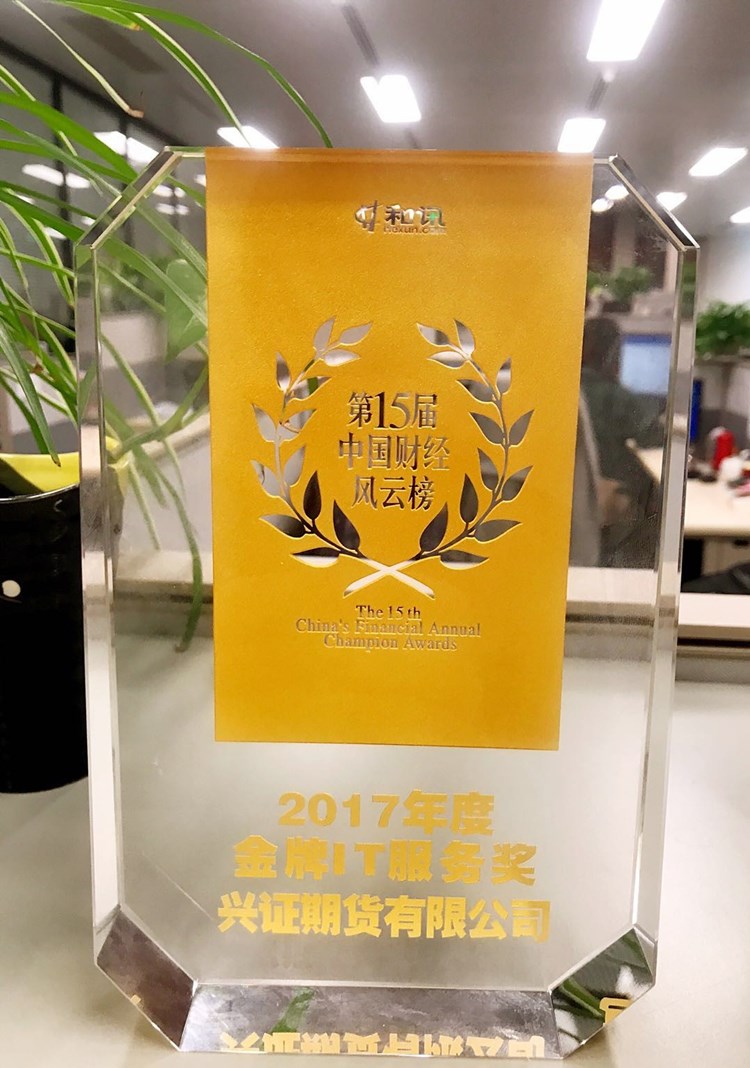 和讯
hexun.com
第15届
中国财经
风云榜
The 15 th
China's Financial Annual
Champion Awards
2017年度
金牌IT服务奖
兴证期货有限公司